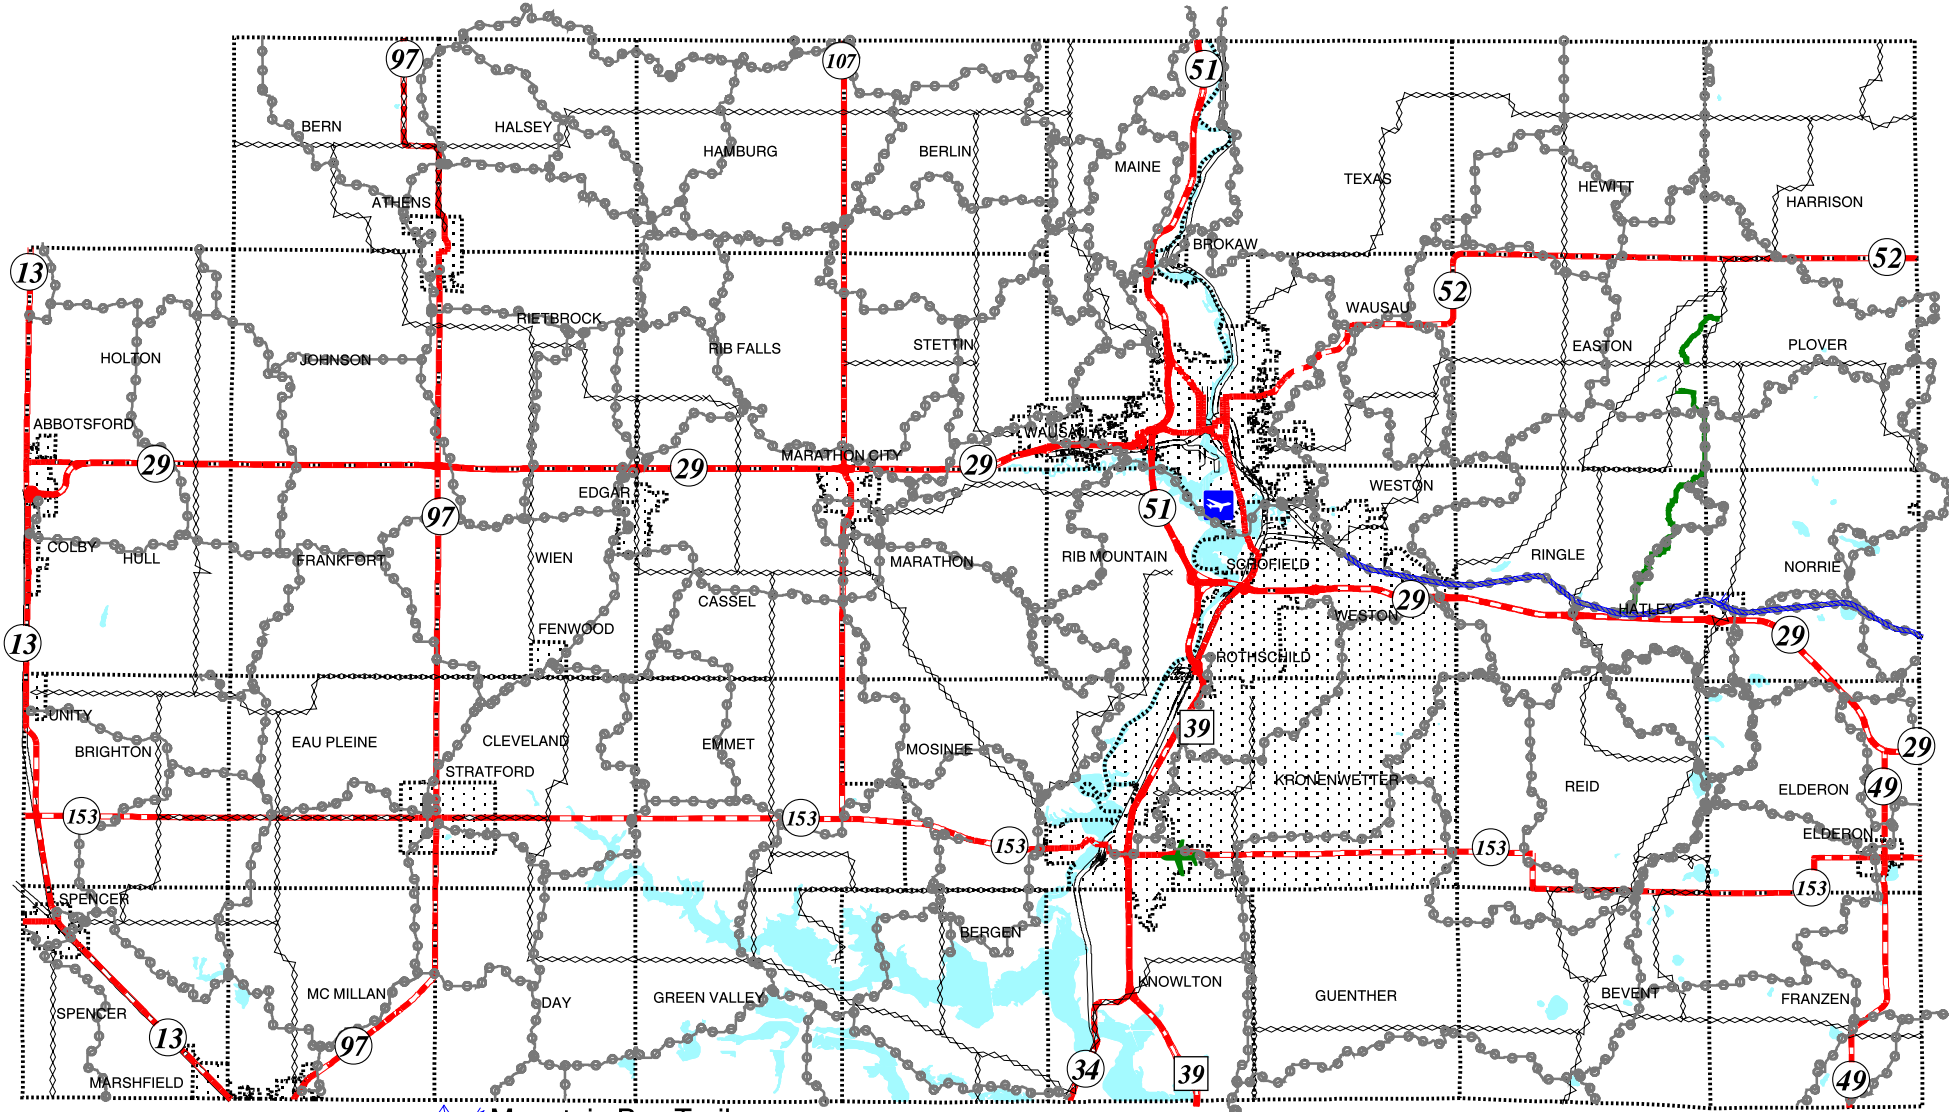 97
107
51
BERN
HALSEY
HAMBURG
BERLIN
MAINE
TEXAS
HEWITT
HARRISON
ATHENS
BROKAW
13
52
52
RIETBROCK
WAUSAU
HOLTON
JOHNSON
RIB FALLS
STETTIN
EASTON
PLOVER
ABBOTSFORD
WAUSAU
29
29
MARATHON CITY
29
EDGAR
WESTON
97
51
COLBY
HULL
FRANKFORT
WIEN
MARATHON
RIB MOUNTAIN
SCHOFIELD
RINGLE
NORRIE
CASSEL
29
WESTON
HATLEY
13
FENWOOD
29
ROTHSCHILD
UNITY
BRIGHTON
EAU PLEINE
CLEVELAND
EMMET
MOSINEE
39
29
STRATFORD
KRONENWETTER
REID
ELDERON
49
153
153
153
153
ELDERON
SPENCER
153
BERGEN
MC MILLAN
DAY
GREEN VALLEY
KNOWLTON
GUENTHER
BEVENT
FRANZEN
SPENCER
13
97
34
39
49
MARSHFIELD